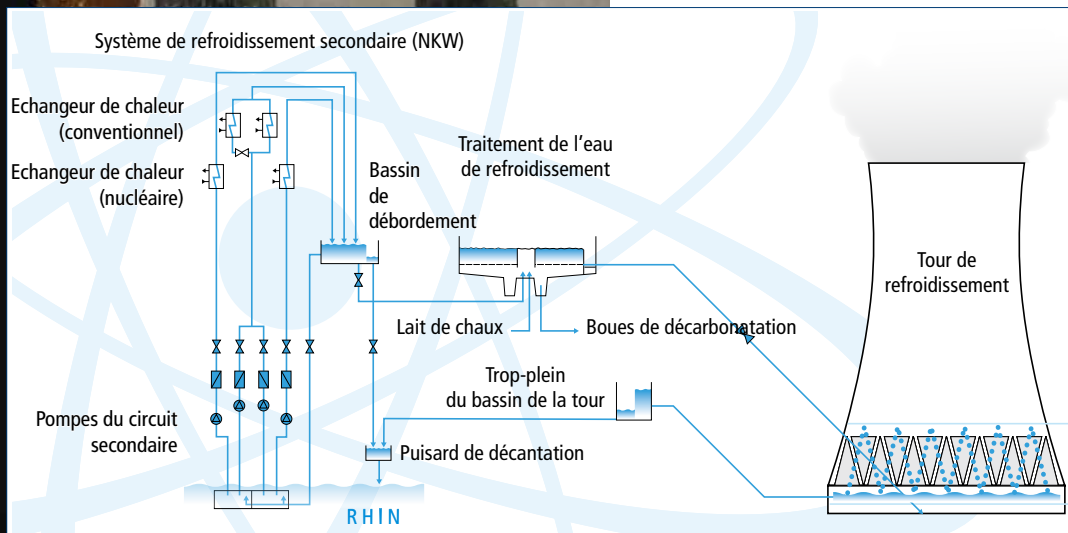 Système de refroidissement secondaire (NKW)
Echangeur de chaleur
(conventionnel)
Echangeur de chaleur
(nucléaire)
Bassin
de
débordement
Traitement de l'eau
de refroidissement
Tour de
refroidissement
Lait de chaux
Boues de décarbonatation
Trop-plein
du bassin de la tour
Pompes du circuit
secondaire
Puisard de décantation
RHIN